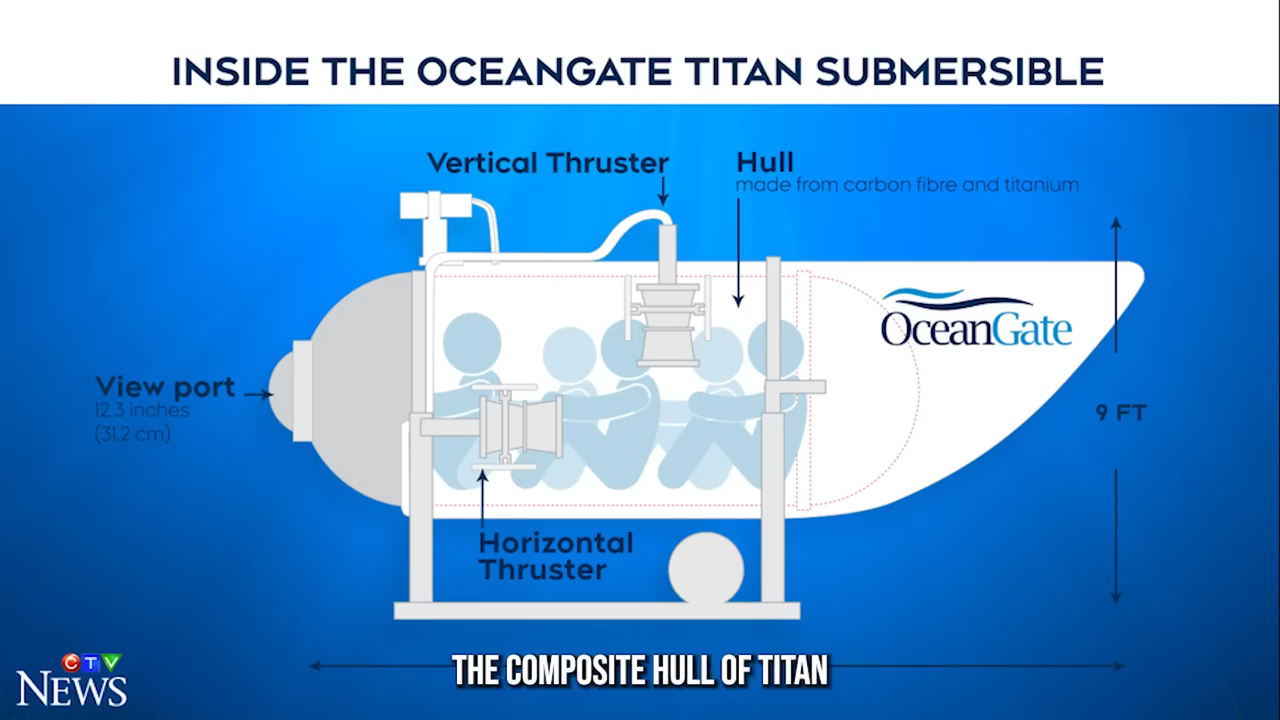 INSIDE THE OCEANGATE TITAN SUBMERSIBLE
Vertical Thruster
Hull
made from carbon fibre and titanium
OceanGate
View port
12.3 inches
(31.2 cm)
9 FT
Horizontal
Thruster
THE COMPOSITE HULL OF TITAN
CTV
NEWS